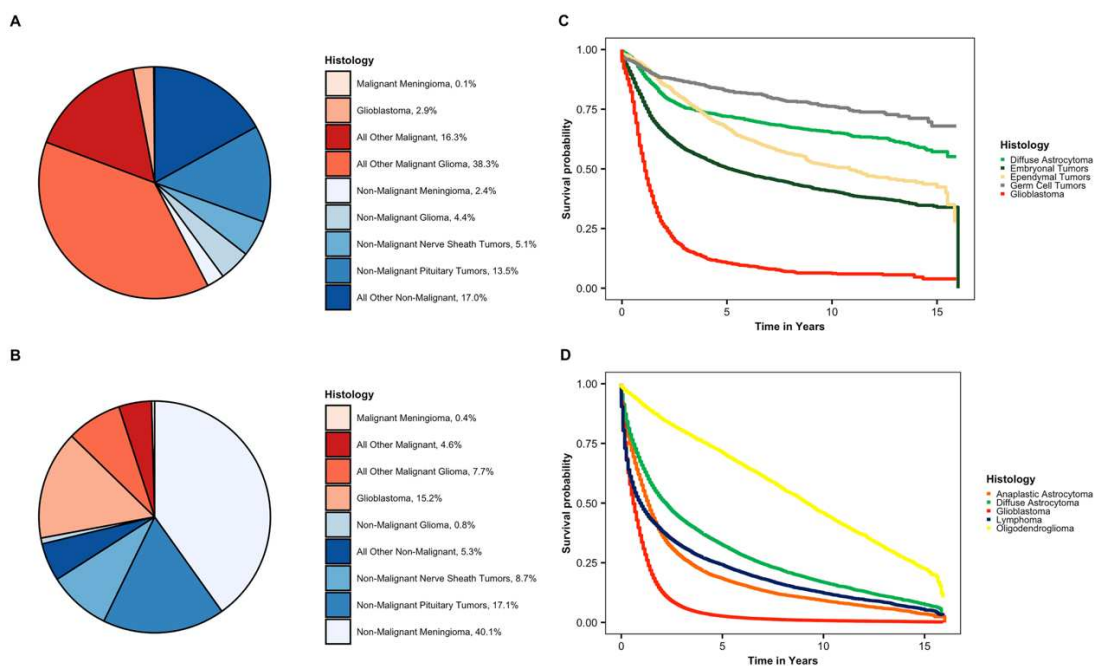 A
Histology
Malignant Meningioma, 0.1%
Glioblastoma, 2.9%
All Other Malignant, 16.3%
All Other Malignant Glioma, 38.3%
Non-Malignant Meningioma, 2.4%
Non-Malignant Glioma, 4.4%
Non-Malignant Nerve Sheath Tumors, 5.1%
Non-Malignant Pituitary Tumors, 13.5%
All Other Non-Malignant, 17.0%
C
Survival probability
1.00
0.75
0.50
0.25
0.00
0
5
10
15
Time in Years
Histology
Diffuse Astrocytoma
Embryonal Tumors
Ependymal Tumors
Germ Cell Tumors
Glioblastoma
B
Histology
Malignant Meningioma, 0.4%
All Other Malignant, 4.6%
All Other Malignant Glioma, 7.7%
Glioblastoma, 15.2%
Non-Malignant Glioma, 0.8%
All Other Non-Malignant, 5.3%
Non-Malignant Nerve Sheath Tumors, 8.7%
Non-Malignant Pituitary Tumors, 17.1%
Non-Malignant Meningioma, 40.1%
D
Survival probability
1.00
0.75
0.50
0.25
0.00
0
5
10
15
Time in Years
Histology
Anaplastic Astrocytoma
Diffuse Astrocytoma
Glioblastoma
Lymphoma
Oligodendroglioma